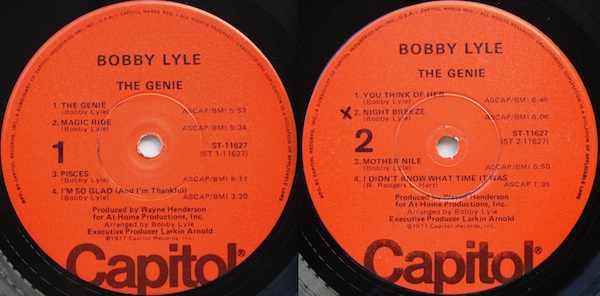 BOBBY LYLE
THE GENIE
1. THE GENIE
(Bobby Lyle) ASCAP/BMI 5:53
2. MAGIC RIDE
(Bobby Lyle) ASCAP/BMI 5:34
1
ST-11627
(ST 1-11627)
3. PISCES
(Bobby Lyle) ASCAP/BMI 5:17
4. I'M SO GLAD (And I'm Thankful)
(Bobby Lyle) ASCAP/BMI 3:20
Produced by Wayne Henderson
for At-Home Productions, Inc.
Arranged by Bobby Lyle
Executive Producer Larkin Arnold
©1977 Capitol Records, Inc.
Capitol®
BOBBY LYLE
THE GENIE
1. YOU THINK OF HER
(Bobby Lyle) ASCAP/BMI 6:40
X 2. NIGHT BREEZE
(Bobby Lyle) ASCAP/BMI 6:06
2
ST-11627
(ST 2-11627)
3. MOTHER NILE
(Bobby Lyle) ASCAP/BMI 6:50
4. I DIDN'T KNOW WHAT TIME IT WAS
(R. Rodgers L. Hart) ASCAP 1:35
Produced by Wayne Henderson
for At-Home Productions, Inc.
Arranged by Bobby Lyle
Executive Producer Larkin Arnold
©1977 Capitol Records, Inc.
Capitol®